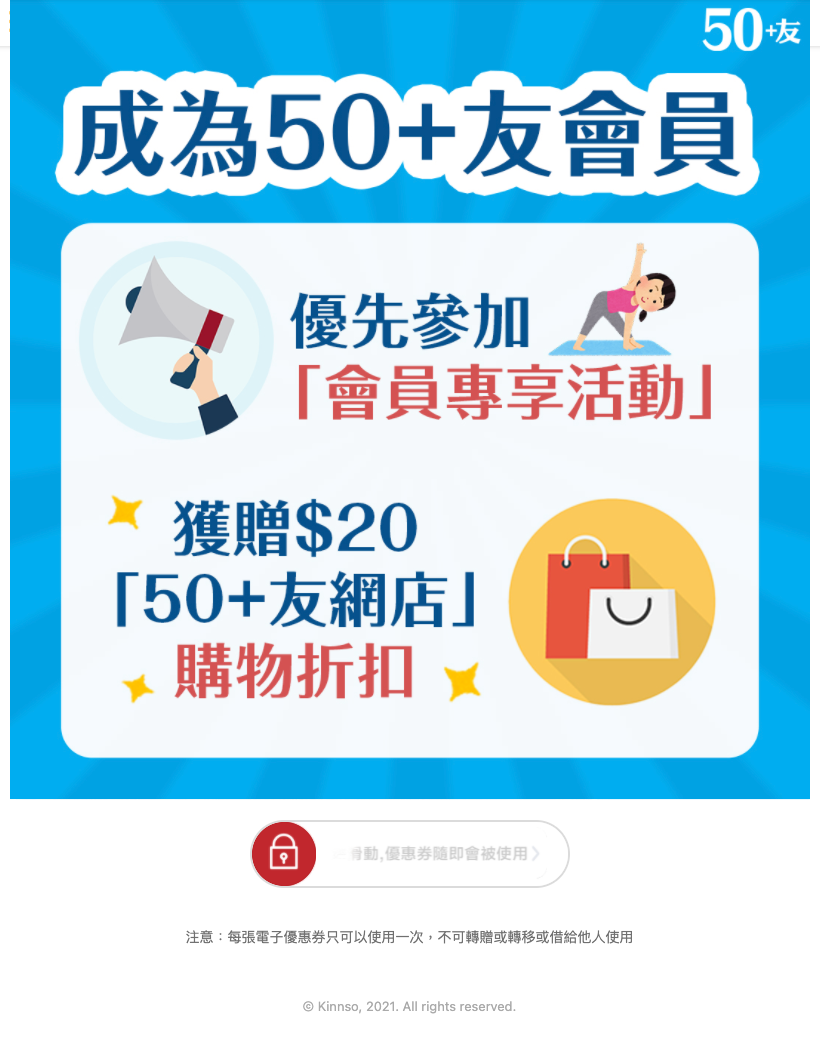 50+友
成為50+友會員
優先參加
「會員專享活動」
獲贈$20
「50+友網店」
購物折扣
動,優惠券隨即會被使用
注意：每張電子優惠券只可以使用一次，不可轉贈或轉移或借給他人使用
© Kinnso, 2021. All rights reserved.